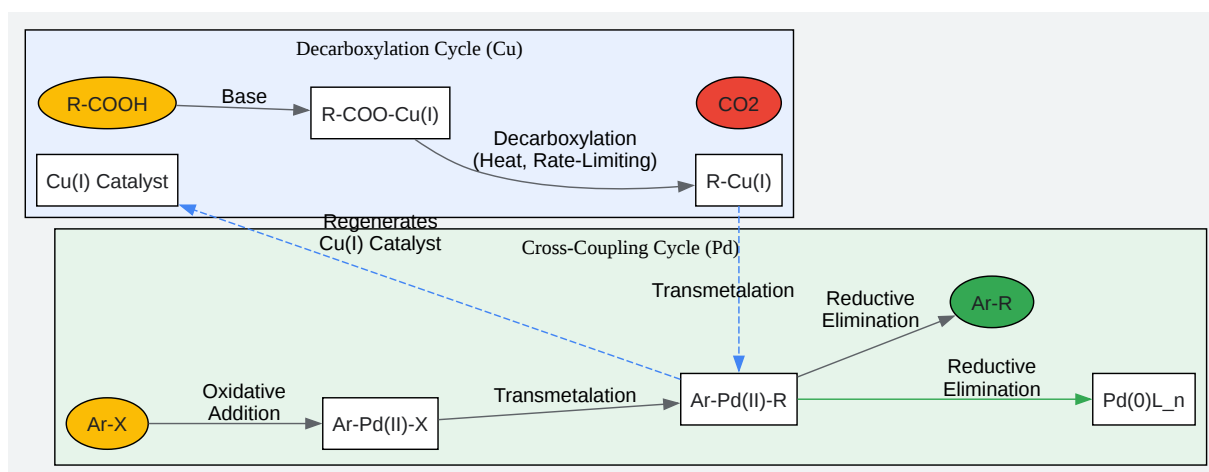 Decarboxylation Cycle (Cu)
R-COOH
Base
R-COO-Cu(I)
CO2
Decarboxylation
(Heat, Rate-Limiting)
Cu(I) Catalyst
R-Cu(I)
Regenerates
Cu(I) Catalyst
Cross-Coupling Cycle (Pd)
Transmetalation
Reductive
Elimination
Ar-R
Oxidative
Addition
Transmetalation
Reductive
Elimination
Ar-X
Ar-Pd(II)-X
Ar-Pd(II)-R
Pd(0)L_n